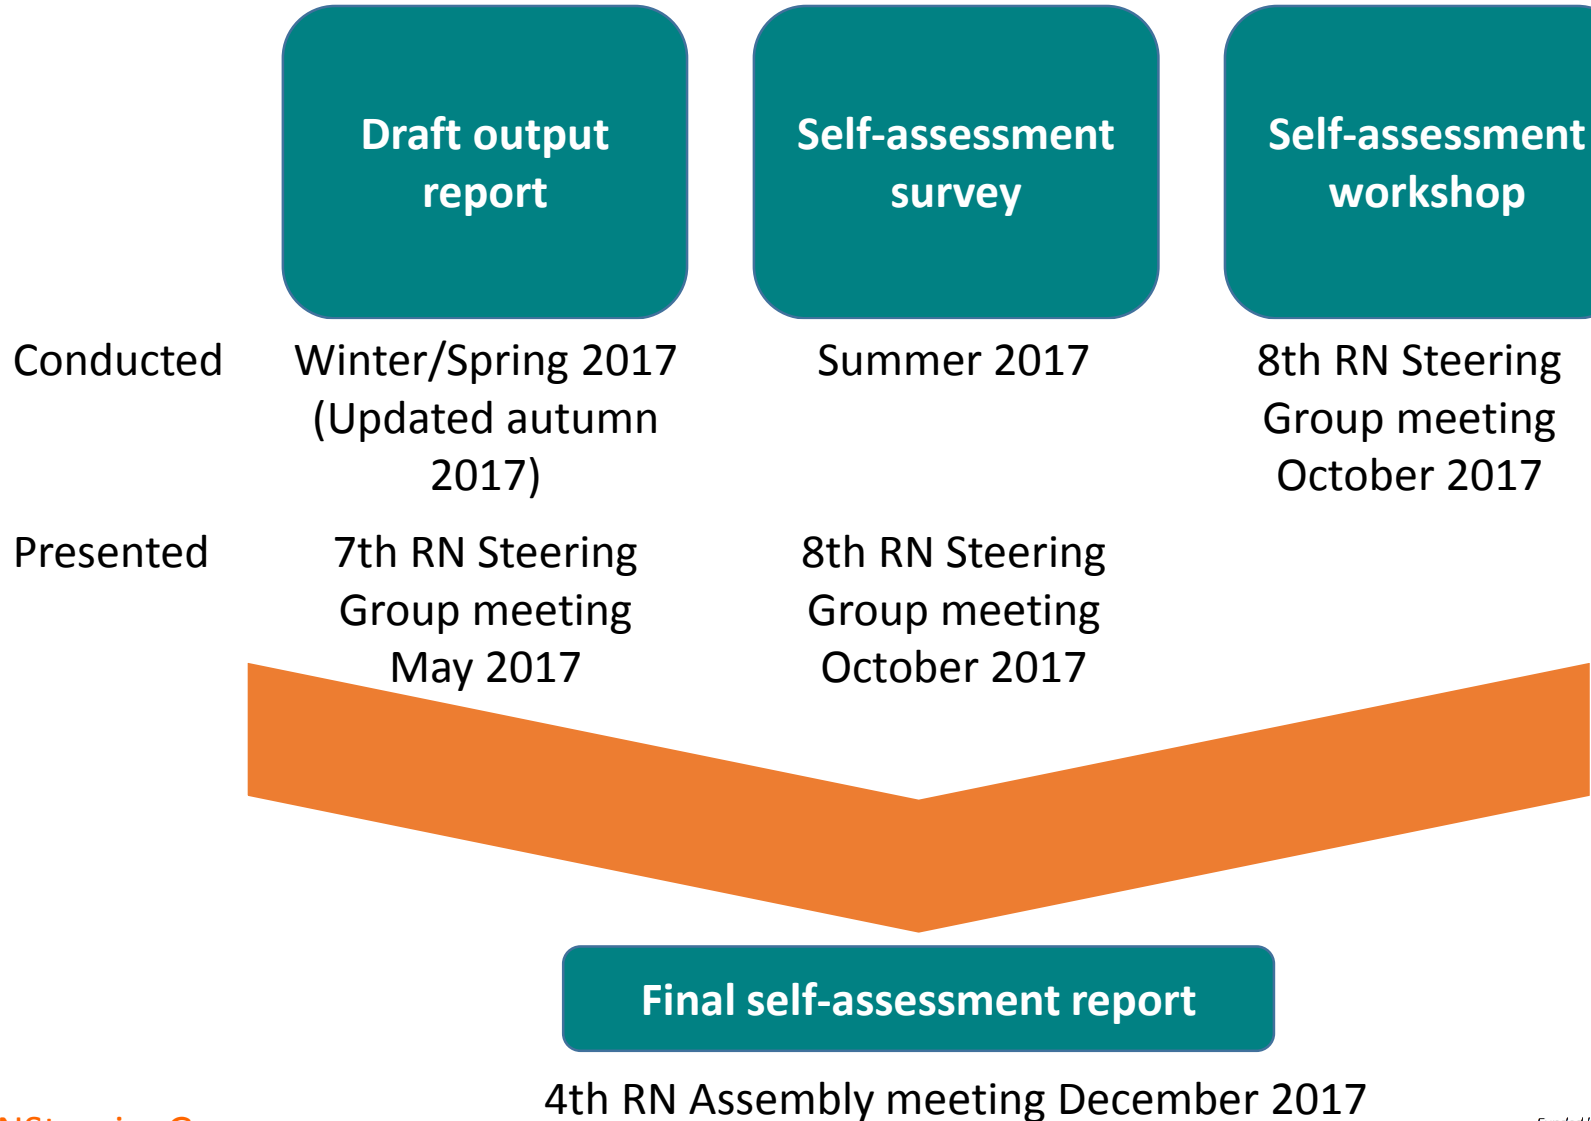 Draft output
report
Self-assessment
survey
Self-assessment
workshop
Conducted
Winter/Spring 2017
(Updated autumn
2017)
Summer 2017
8th RN Steering
Group meeting
October 2017
Presented
7th RN Steering
Group meeting
May 2017
8th RN Steering
Group meeting
October 2017
Final self-assessment report
4th RN Assembly meeting December 2017